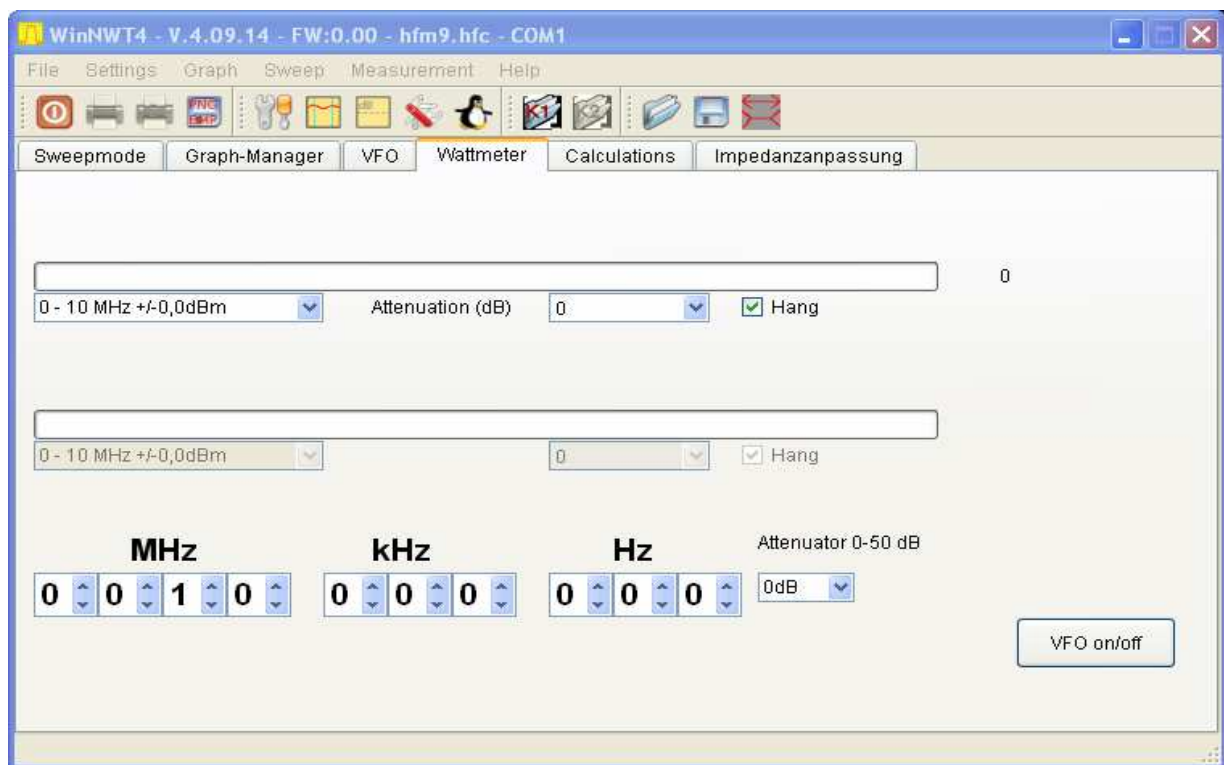 WinNWT4 - V.4.09.14 - FW:0.00 - hfm9.hfc - COM1
File Settings Graph Sweep Measurement Help
K1
Sweepmode Graph-Manager VFO Wattmeter Calculations Impedanzanpassung
0
0 - 10 MHz +/-0,0dBm Attenuation (dB) 0 Hang
0 - 10 MHz +/-0,0dBm 0 Hang
MHz kHz Hz Attenuator 0-50 dB
0 0 1 0 0 0 0 0 0 0 0dB
VFO on/off